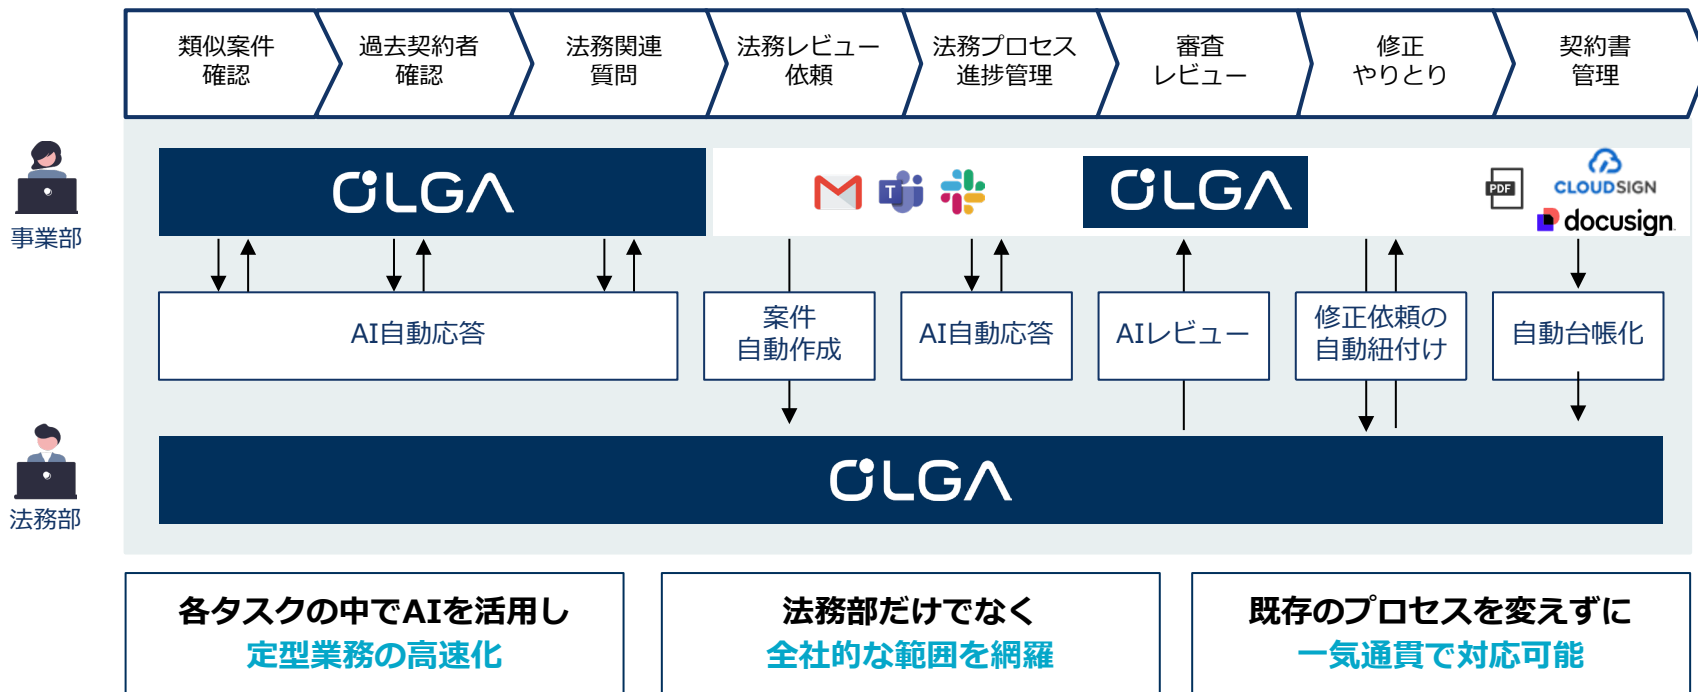 類似案件
確認
過去契約者
確認
法務関連
質問
法務レビュー
依頼
法務プロセス
進捗管理
審査
レビュー
修正
やりとり
契約書
管理
事業部
OLGA
OLGA
PDF
CLOUDSIGN
docusign
AI自動応答
案件
自動作成
AI自動応答
AIレビュー
修正依頼の
自動紐付け
自動台帳化
法務部
OLGA
各タスクの中でAIを活用し
定型業務の高速化
法務部だけでなく
全社的な範囲を網羅
既存のプロセスを変えずに
一気通貫で対応可能